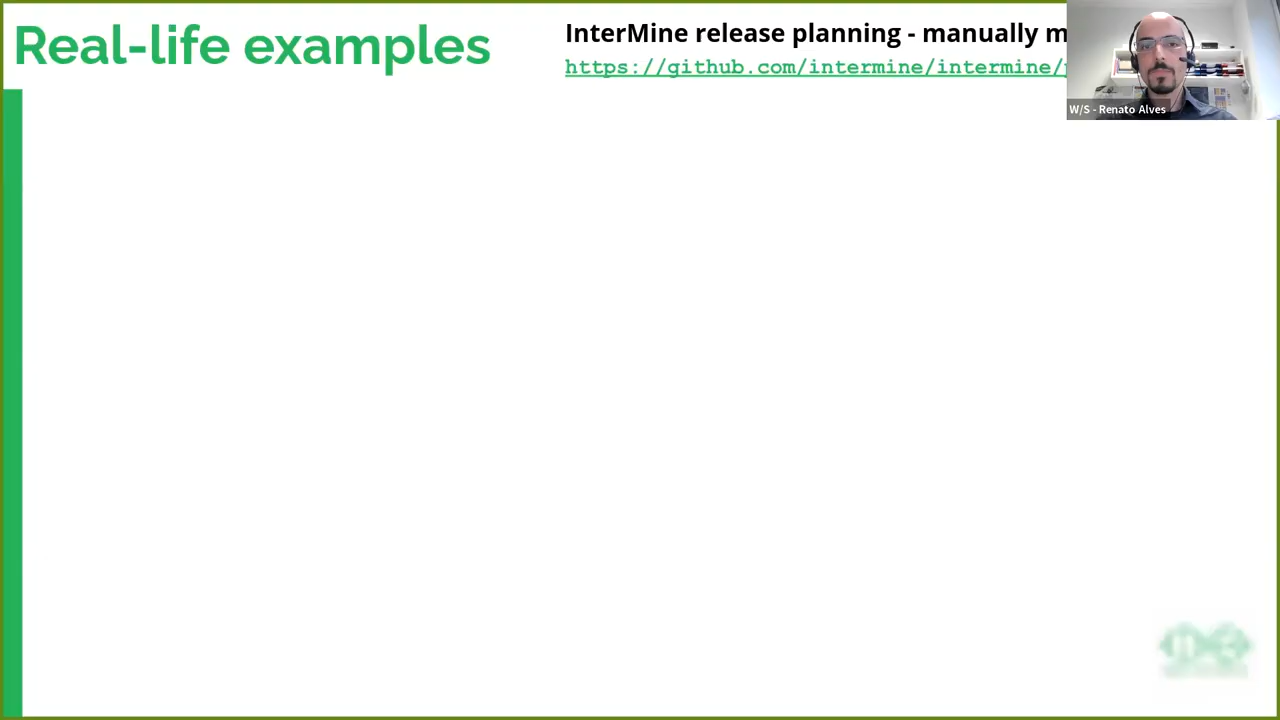 Real-life examples
InterMine release planning - manually
https://github.com/intermine/intermine/
W/S - Renato Alves